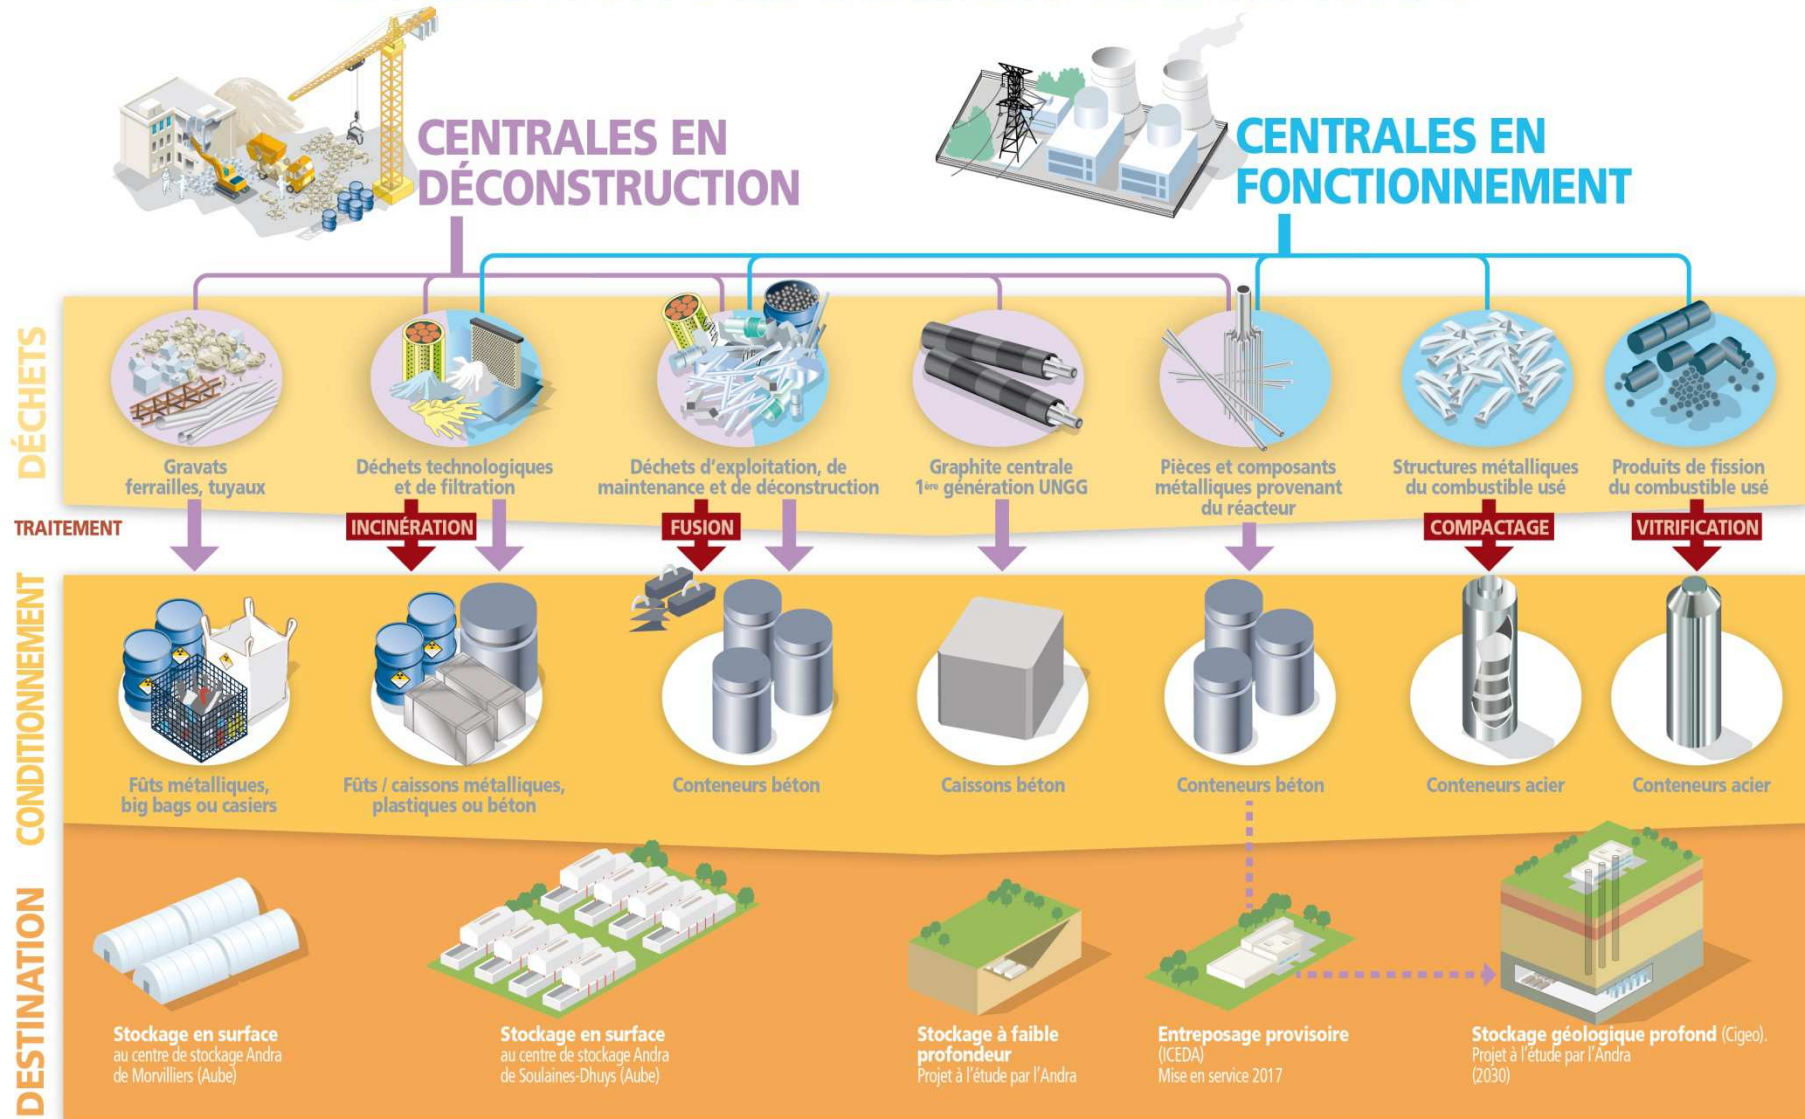 CENTRALES EN
DÉCONSTRUCTION
CENTRALES EN
FONCTIONNEMENT
DÉCHETS
Gravats
ferrailles, tuyaux
Déchets technologiques
et de filtration
Déchets d'exploitation, de
maintenance et de déconstruction
Graphite centrale
1ère génération UNGG
Pièces et composants
métalliques provenant
du réacteur
Structures métalliques
du combustible usé
Produits de fission
du combustible usé
TRAITEMENT
INCINÉRATION
FUSION
COMPACTAGE
VITRIFICATION
CONDITIONNEMENT
Fûts métalliques,
big bags ou casiers
Fûts / caissons métalliques,
plastiques ou béton
Conteneurs béton
Caissons béton
Conteneurs béton
Conteneurs acier
Conteneurs acier
DESTINATION
Stockage en surface
au centre de stockage Andra
de Morvilliers (Aube)
Stockage en surface
au centre de stockage Andra
de Soulaines-Dhuys (Aube)
Stockage à faible
profondeur
Projet à l'étude par l'Andra
Entreposage provisoire
(ICEDA)
Mise en service 2017
Stockage géologique profond (Cigeo).
Projet à l'étude par l'Andra
(2030)